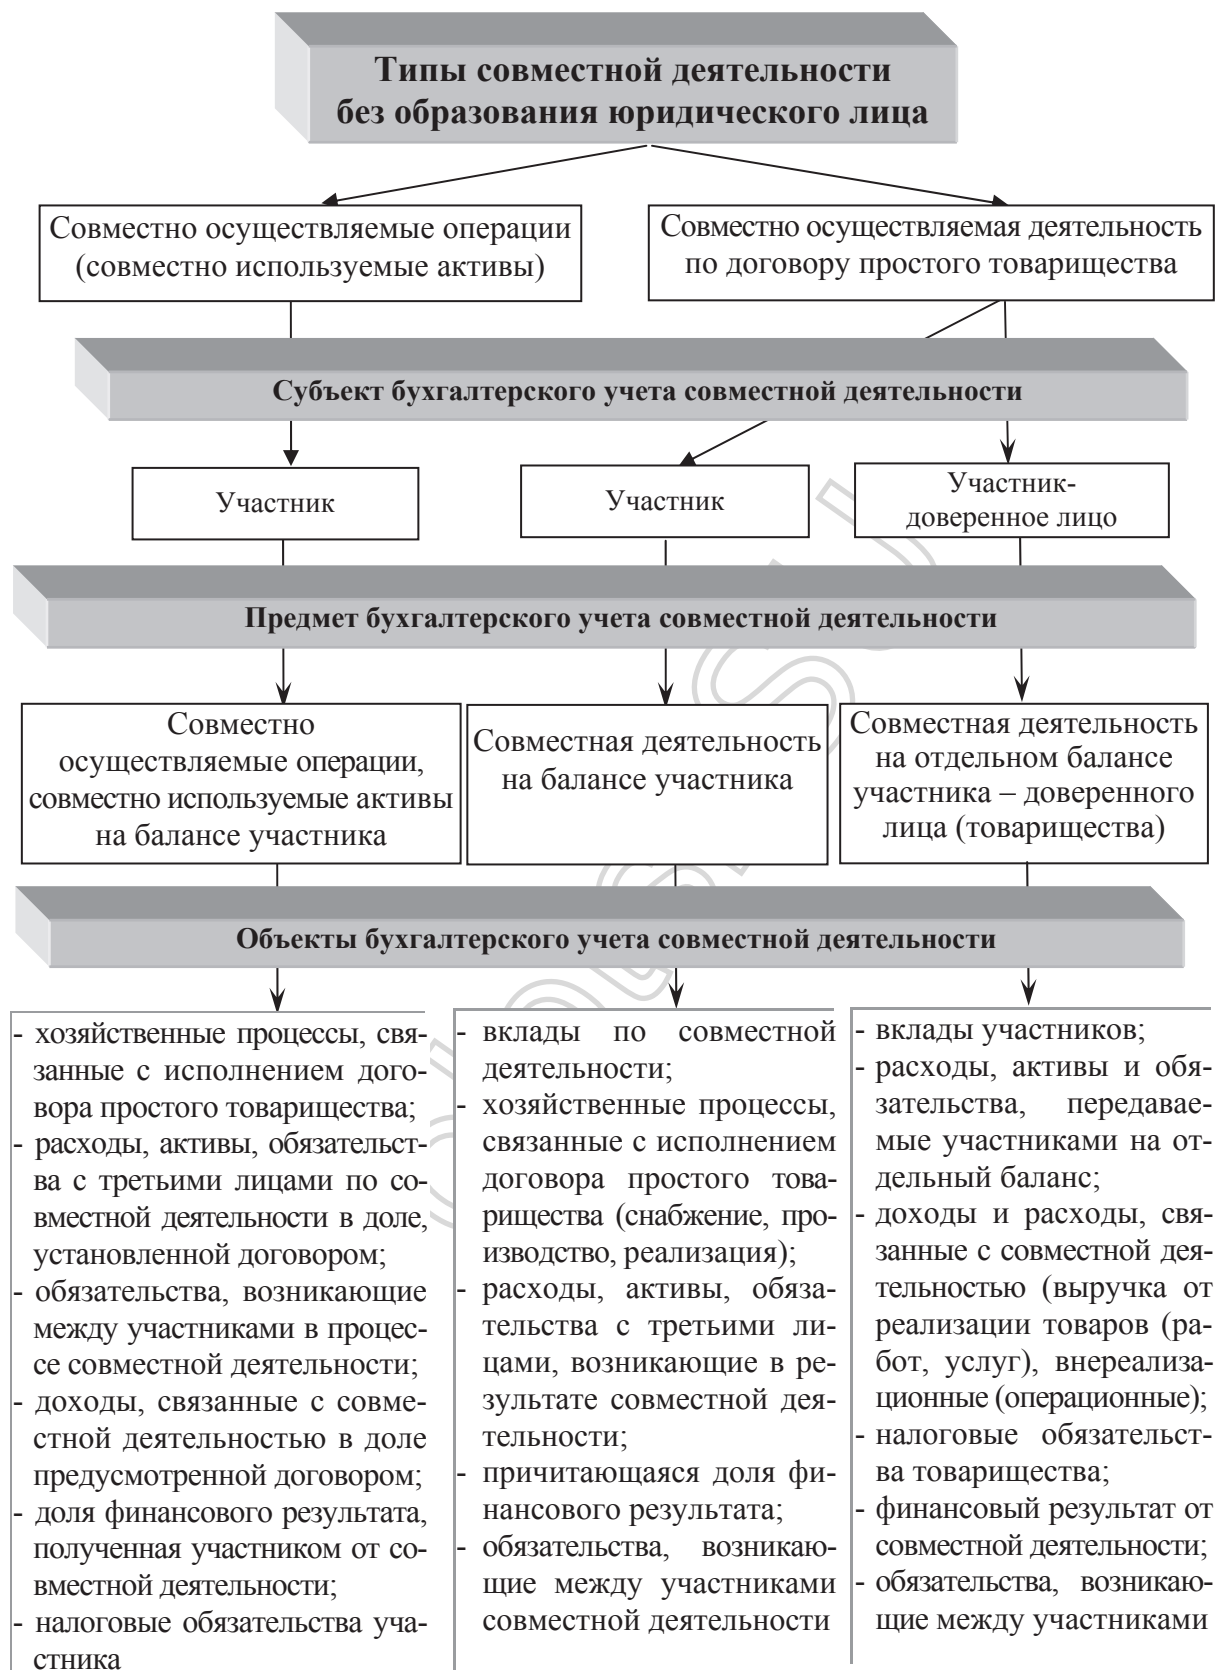 Типы совместной деятельности
без образования юридического лица
Совместно осуществляемые операции
(совместно используемые активы)
Совместно осуществляемая деятельность
по договору простого товарищества
Субъект бухгалтерского учета совместной деятельности
Участник
Участник
Участник-
доверенное лицо
Предмет бухгалтерского учета совместной деятельности
Совместно
осуществляемые операции,
совместно используемые активы
на балансе участника
Совместная деятельность
на балансе участника
Совместная деятельность
на отдельном балансе
участника – доверенного
лица (товарищества)
Объекты бухгалтерского учета совместной деятельности
- хозяйственные процессы, свя-
занные с исполнением дого-
вора простого товарищества;
- расходы, активы, обязательст-
ва с третьими лицами по со-
вместной деятельности в доле,
установленной договором;
- обязательства, возникающие
между участниками в процес-
се совместной деятельности;
- доходы, связанные с совме-
стной деятельностью в доле
предусмотренной договором;
- доля финансового результата,
полученная участником от со-
вместной деятельности;
- налоговые обязательства уча-
стника
- вклады по совместной
деятельности;
- хозяйственные процессы,
связанные с исполнением
договора простого това-
рищества (снабжение, про-
изводство, реализация);
- расходы, активы, обяза-
тельства с третьими ли-
цами, возникающие в ре-
зультате совместной дея-
тельности;
- причитающаяся доля фи-
нансового результата;
- обязательства, возникаю-
щие между участниками
совместной деятельности
- вклады участников;
- расходы, активы и обя-
зательства, передавае-
мые участниками на от-
дельный баланс;
- доходы и расходы, свя-
занные с совместной дея-
тельностью (выручка от
реализации товаров (ра-
бот, услуг), внереализа-
ционные (операционные);
- налоговые обязательст-
ва товарищества;
- финансовый результат от
совместной деятельности;
- обязательства, возникаю-
щие между участниками